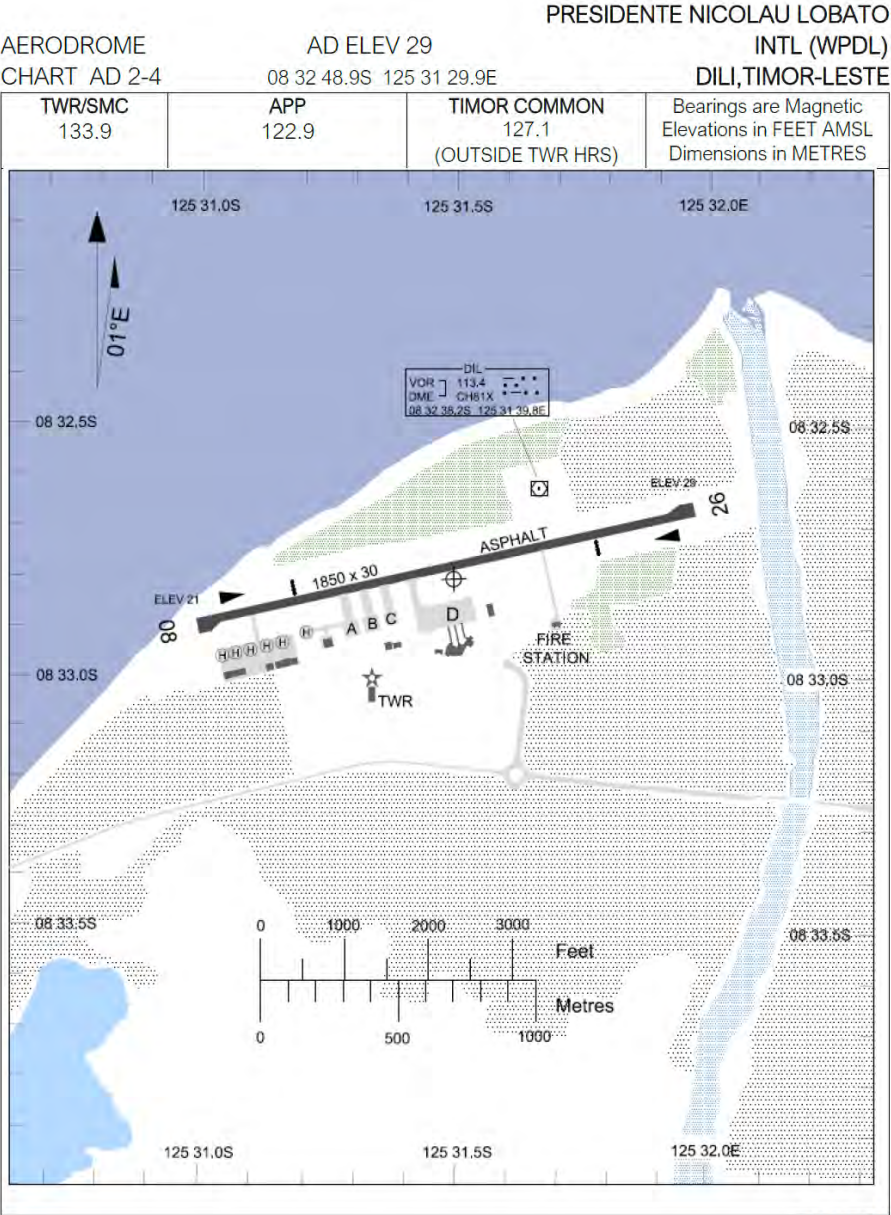 PRESIDENTE NICOLAU LOBATO
AERODROME
AD ELEV 29
INTL (WPDL)
CHART AD 2-4
08 32 48.9S 125 31 29.9E
DILI,TIMOR-LESTE
TWR/SMC
133.9
APP
122.9
TIMOR COMMON
127.1
(OUTSIDE TWR HRS)
Bearings are Magnetic
Elevations in FEET AMSL
Dimensions in METRES
125 31.0S
125 31.5S
125 32.0E
01°E
DIL
VOR 113.4
DME CH81X
08 32 38.2S 125 31 39.8E
08 32.5S
08 32.5S
ELEV 29
26
ASPHALT
1850 x 30
ELEV 21
08
H H H H H H
A B C
D
FIRE
STATION
08 33.0S
08 33.0S
TWR
08 33.5S
08 33.5S
0 1000 2000 3000
Feet
Metres
0 500 1000
125 31.0S
125 31.5S
125 32.0E